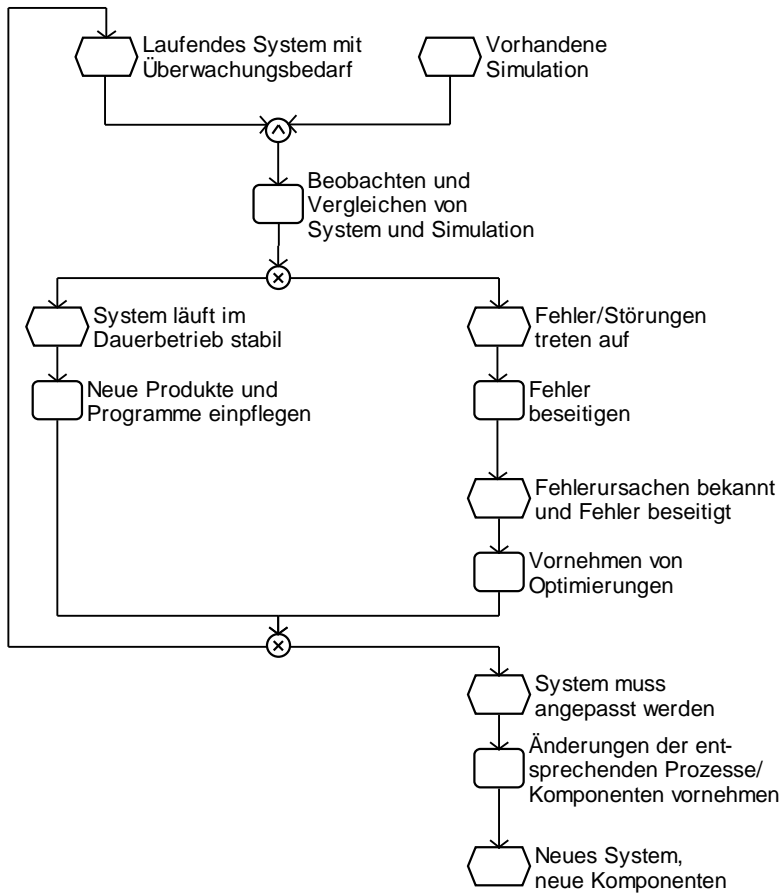 Laufendes System mit
Überwachungsbedarf
Vorhandene
Simulation
Beobachten und
Vergleichen von
System und Simulation
System läuft im
Dauerbetrieb stabil
Fehler/Störungen
treten auf
Neue Produkte und
Programme einpflegen
Fehler
beseitigen
Fehlerursachen bekannt
und Fehler beseitigt
Vornehmen von
Optimierungen
System muss
angepasst werden
Änderungen der ent-
sprechenden Prozesse/
Komponenten vornehmen
Neues System,
neue Komponenten